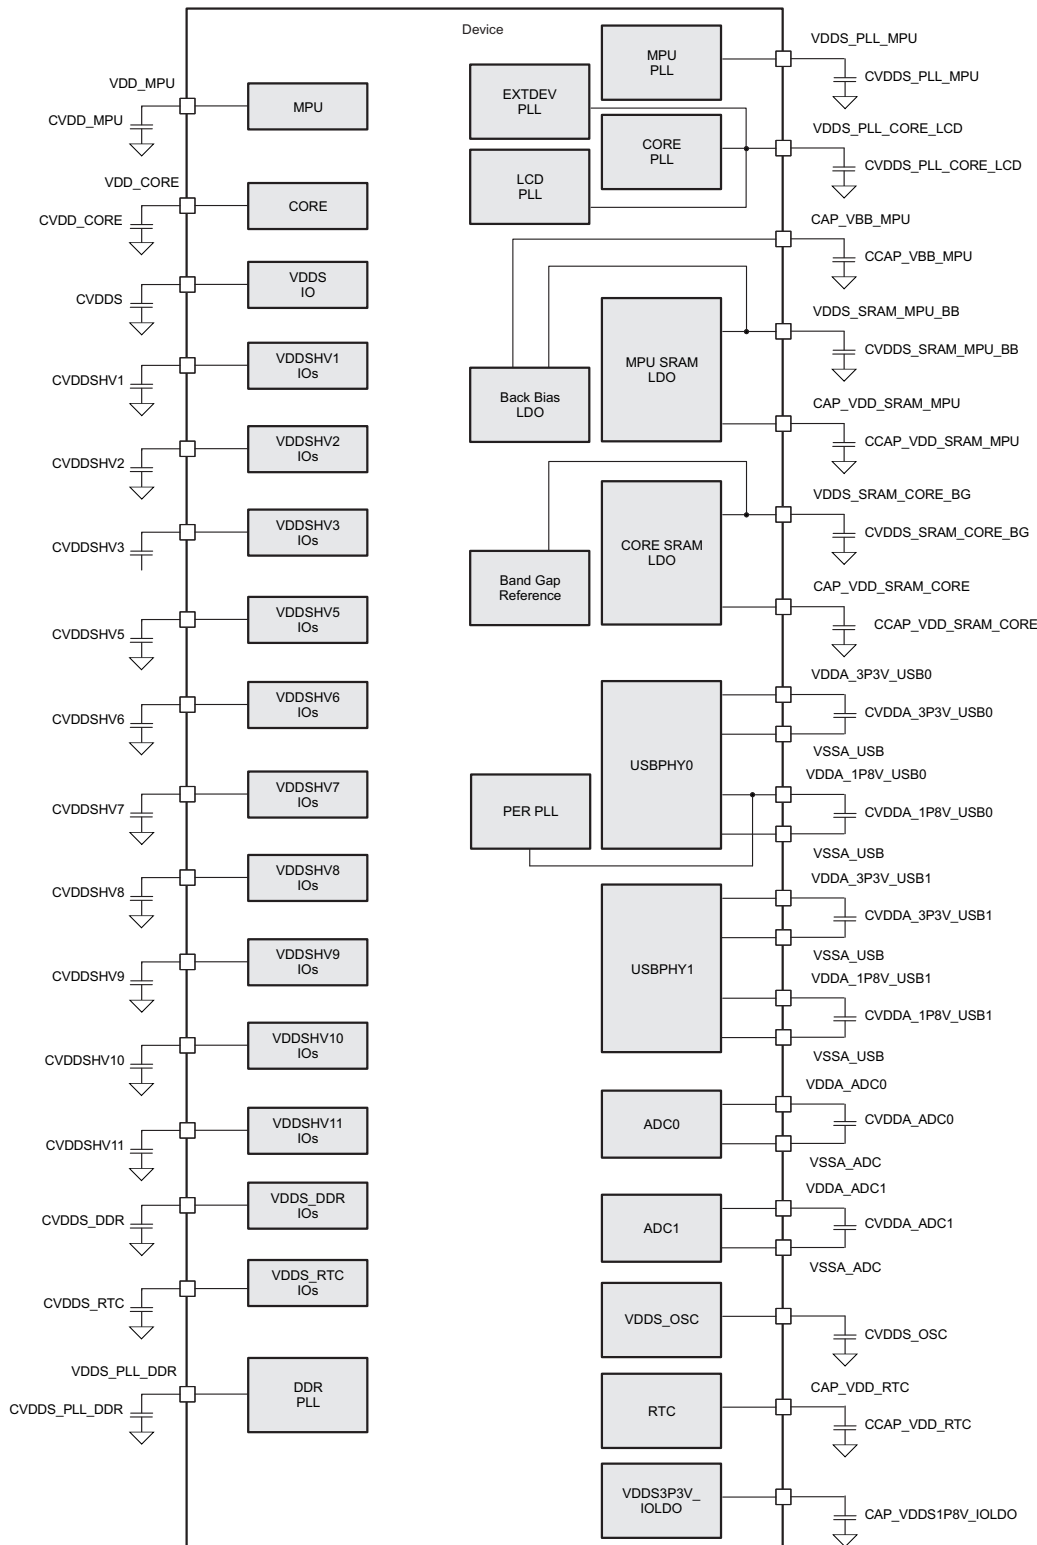 Device
VDD_MPU
CVDD_MPU
MPU
VDD_CORE
CVDD_CORE
CORE
CVDDS
VDDS
IO
CVDDSHV1
VDDSHV1
IOs
CVDDSHV2
VDDSHV2
IOs
CVDDSHV3
VDDSHV3
IOs
CVDDSHV5
VDDSHV5
IOs
CVDDSHV6
VDDSHV6
IOs
CVDDSHV7
VDDSHV7
IOs
CVDDSHV8
VDDSHV8
IOs
CVDDSHV9
VDDSHV9
IOs
CVDDSHV10
VDDSHV10
IOs
CVDDSHV11
VDDSHV11
IOs
CVDDS_DDR
VDDS_DDR
IOs
CVDDS_RTC
VDDS_RTC
IOs
VDDS_PLL_DDR
CVDDS_PLL_DDR
DDR
PLL
MPU
PLL
VDDS_PLL_MPU
CVDDS_PLL_MPU
EXTDEV
PLL
CORE
PLL
LCD
PLL
VDDS_PLL_CORE_LCD
CVDDS_PLL_CORE_LCD
CAP_VBB_MPU
CCAP_VBB_MPU
Back Bias
LDO
MPU SRAM
LDO
VDDS_SRAM_MPU_BB
CVDDS_SRAM_MPU_BB
CAP_VDD_SRAM_MPU
CCAP_VDD_SRAM_MPU
Band Gap
Reference
CORE SRAM
LDO
VDDS_SRAM_CORE_BG
CVDDS_SRAM_CORE_BG
CAP_VDD_SRAM_CORE
CCAP_VDD_SRAM_CORE
PER PLL
USBPHY0
VDDA_3P3V_USB0
CVDDA_3P3V_USB0
VSSA_USB
VDDA_1P8V_USB0
CVDDA_1P8V_USB0
VSSA_USB
USBPHY1
VDDA_3P3V_USB1
CVDDA_3P3V_USB1
VSSA_USB
VDDA_1P8V_USB1
CVDDA_1P8V_USB1
VSSA_USB
ADC0
VDDA_ADC0
CVDDA_ADC0
VSSA_ADC
ADC1
VDDA_ADC1
CVDDA_ADC1
VSSA_ADC
VDDS_OSC
CVDDS_OSC
RTC
CAP_VDD_RTC
CCAP_VDD_RTC
VDDS3P3V_
IOLDO
CAP_VDDS1P8V_IOLDO